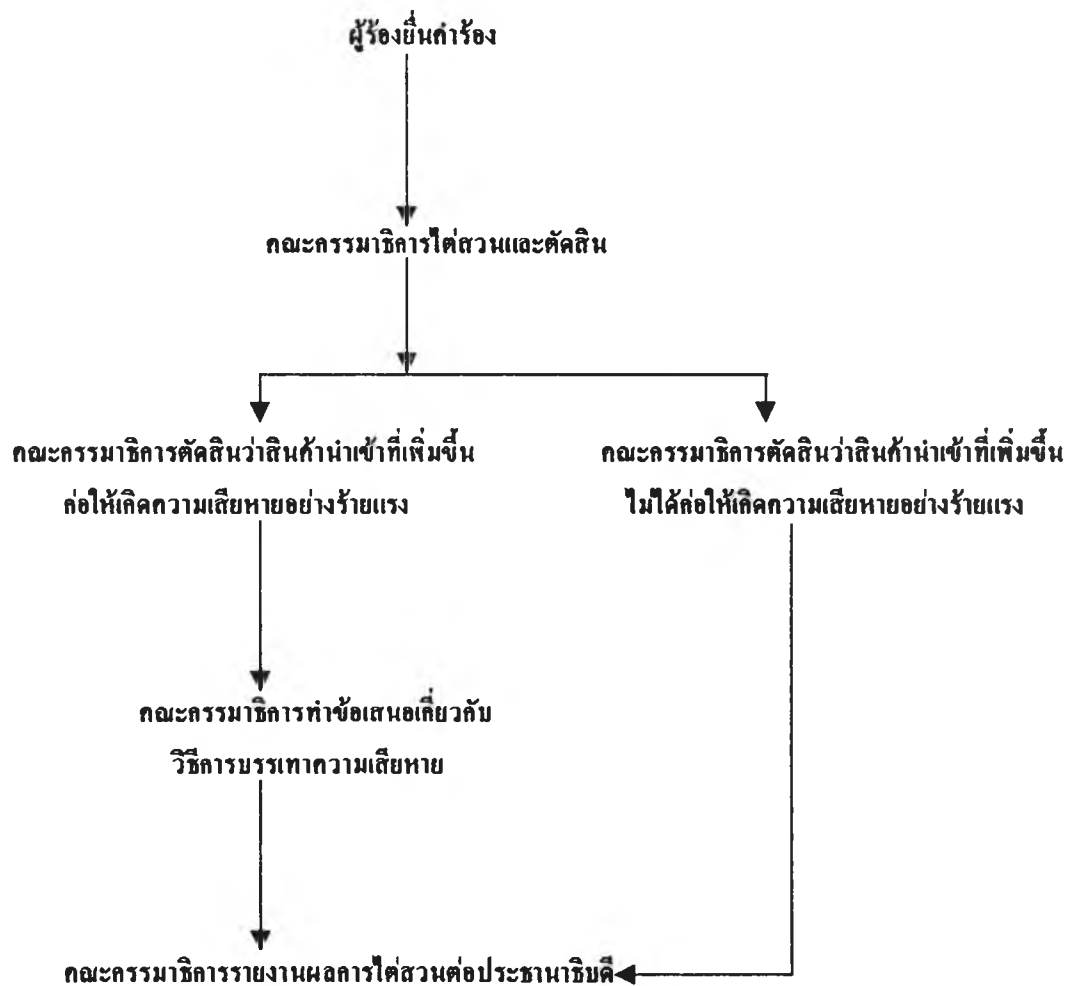 ผู้ร้องยื่นคำร้อง
คณะกรรมาธิการไต่สวนและตัดสิน
คณะกรรมาธิการตัดสินว่าสินค้านำเข้าที่เพิ่มขึ้น
ก่อให้เกิดความเสียหายอย่างร้ายแรง
คณะกรรมาธิการตัดสินว่าสินค้านำเข้าที่เพิ่มขึ้น
ไม่ได้ก่อให้เกิดความเสียหายอย่างร้ายแรง
คณะกรรมาธิการทำข้อเสนอเกี่ยวกับ
วิธีการบรรเทาความเสียหาย
คณะกรรมาธิการรายงานผลการไต่สวนต่อประธานาธิบดี